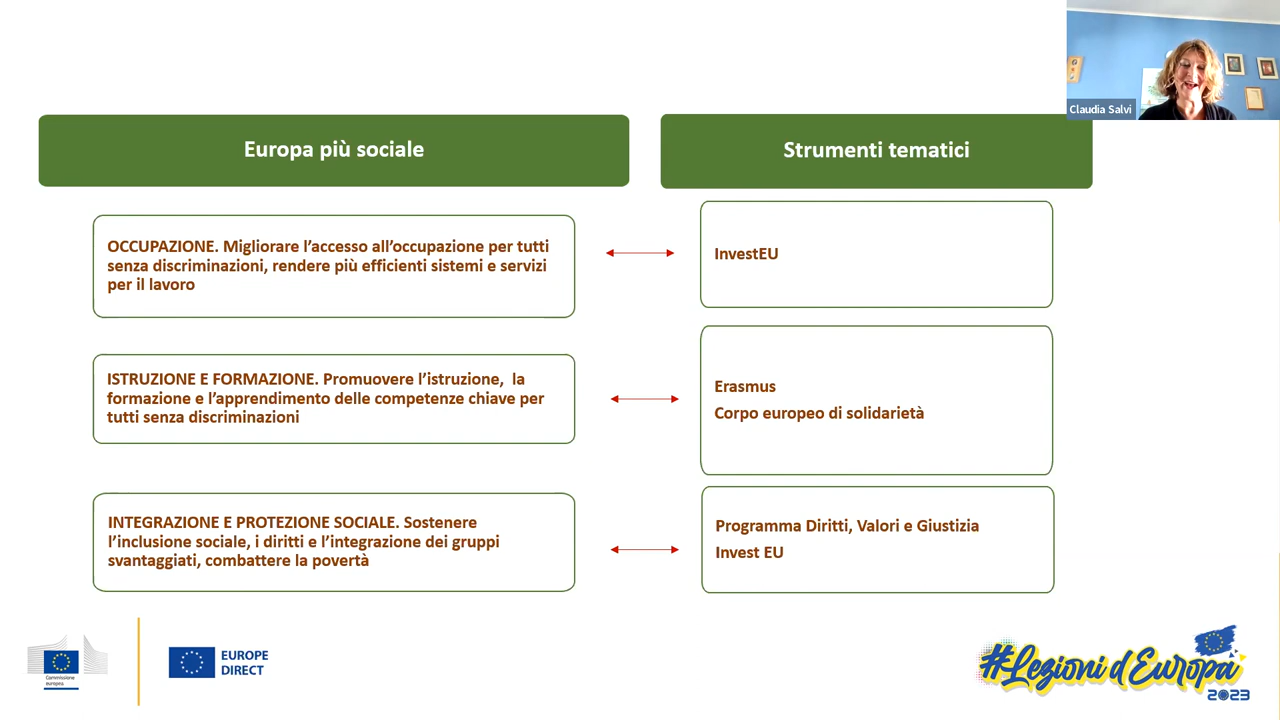 Claudia Salvi
Europa più sociale
Strumenti tematici
OCCUPAZIONE. Migliorare l'accesso all'occupazione per tutti
senza discriminazioni, rendere più efficienti sistemi e servizi
per il lavoro
InvestEU
ISTRUZIONE E FORMAZIONE. Promuovere l'istruzione, la
formazione e l'apprendimento delle competenze chiave per
tutti senza discriminazioni
Erasmus
Corpo europeo di solidarietà
INTEGRAZIONE E PROTEZIONE SOCIALE. Sostenere
l'inclusione sociale, i diritti e l'integrazione dei gruppi
svantaggiati, combattere la povertà
Programma Diritti, Valori e Giustizia
Invest EU
Commissione
europea
EUROPE
DIRECT
#Lezioni d'Europa
2023